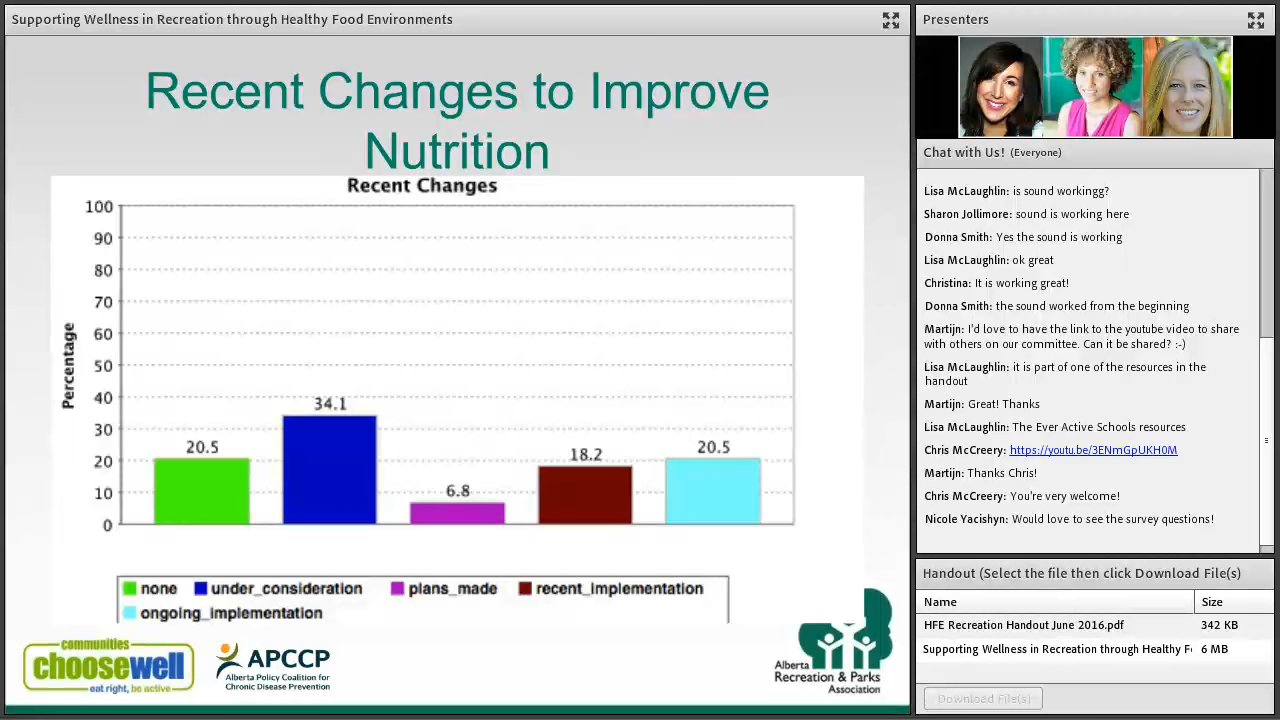 Supporting Wellness in Recreation through Healthy Food Environments
Recent Changes to Improve
Nutrition
Recent Changes
Percentage
100
90
80
70
60
50
40
30
20
10
0
20.5
34.1
6.8
18.2
20.5
none under_consideration plans_made recent_implementation
ongoing_implementation
communities
choosewell
eat right, be active
APCCP
Alberta Policy Coalition for
Chronic Disease Prevention
Alberta
Recreation & Parks
Association
Presenters
Chat with Us! (Everyone)
Lisa McLaughlin: is sound workingg?
Sharon Jollimore: sound is working here
Donna Smith: Yes the sound is working
Lisa McLaughlin: ok great
Christina: It is working great!
Donna Smith: the sound worked from the beginning
Martijn: I'd love to have the link to the youtube video to share
with others on our committee. Can it be shared? :-)
Lisa McLaughlin: it is part of one of the resources in the
handout
Martijn: Great! Thanks
Lisa McLaughlin: The Ever Active Schools resources
Chris McCreery: https://youtu.be/3ENmGpUKH0M
Martijn: Thanks Chris!
Chris McCreery: You're very welcome!
Nicole Yacishyn: Would love to see the survey questions!
Handout (Select the file then click Download File(s)
Name Size
HFE Recreation Handout June 2016.pdf 342 KB
Supporting Wellness in Recreation through Healthy F 6 MB
Download File(s)